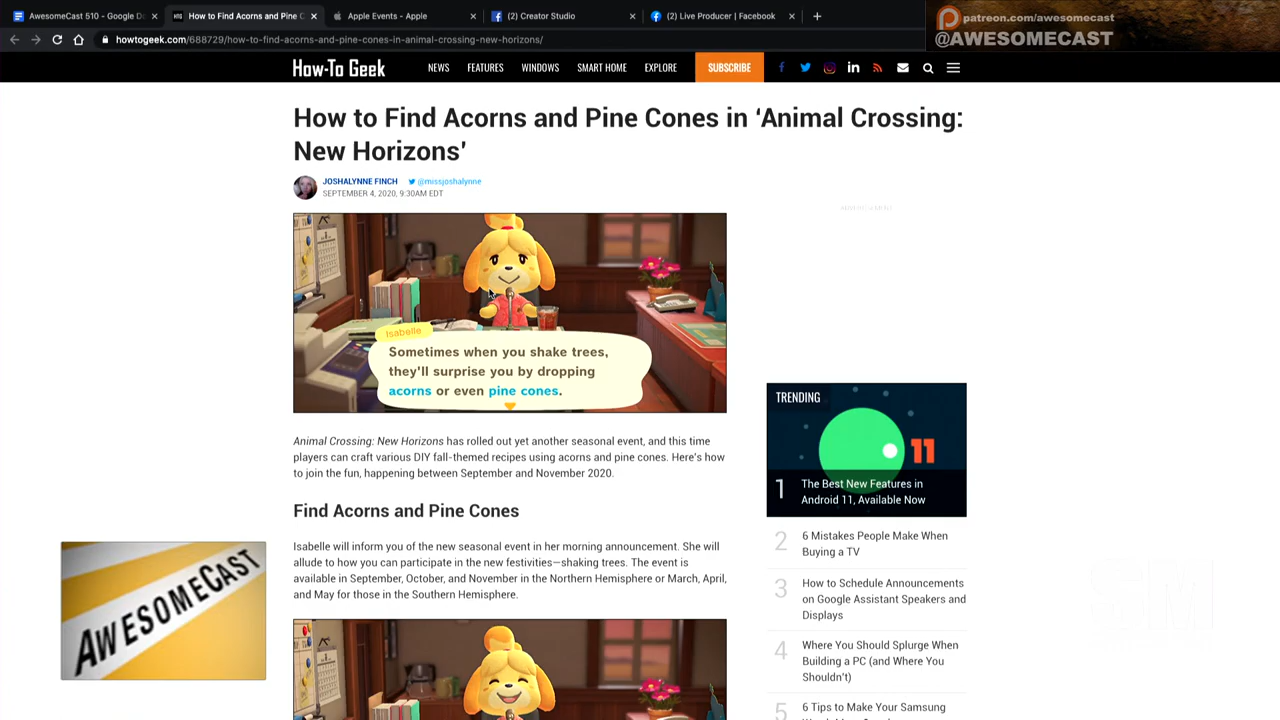 AwesomeCast 510 - Google D
How to Find Acorns and Pine C
Apple Events - Apple
(2) Creator Studio
(2) Live Producer | Facebook
patreon.com/awesomecast
@AWESOMECAST
howtogeek.com/688729/how-to-find-acorns-and-pine-cones-in-animal-crossing-new-horizons/
How-To Geek
NEWS
FEATURES
WINDOWS
SMART HOME
EXPLORE
SUBSCRIBE
How to Find Acorns and Pine Cones in ‘Animal Crossing:
New Horizons’
JOSHALYNNE FINCH @missjoshalynne
SEPTEMBER 4, 2020, 9:30AM EDT
ADVERTISEMENT
Isabelle
Sometimes when you shake trees,
they'll surprise you by dropping
acorns or even pine cones.
Animal Crossing: New Horizons has rolled out yet another seasonal event, and this time
players can craft various DIY fall-themed recipes using acorns and pine cones. Here’s how
to join the fun, happening between September and November 2020.
Find Acorns and Pine Cones
Isabelle will inform you of the new seasonal event in her morning announcement. She will
allude to how you can participate in the new festivities—shaking trees. The event is
available in September, October, and November in the Northern Hemisphere or March, April,
and May for those in the Southern Hemisphere.
TRENDING
11
1 The Best New Features in
Android 11, Available Now
2 6 Mistakes People Make When
Buying a TV
3 How to Schedule Announcements
on Google Assistant Speakers and
Displays
4 Where You Should Splurge When
Building a PC (and Where You
Shouldn't)
5 6 Tips to Make Your Samsung
AWESOMECAST